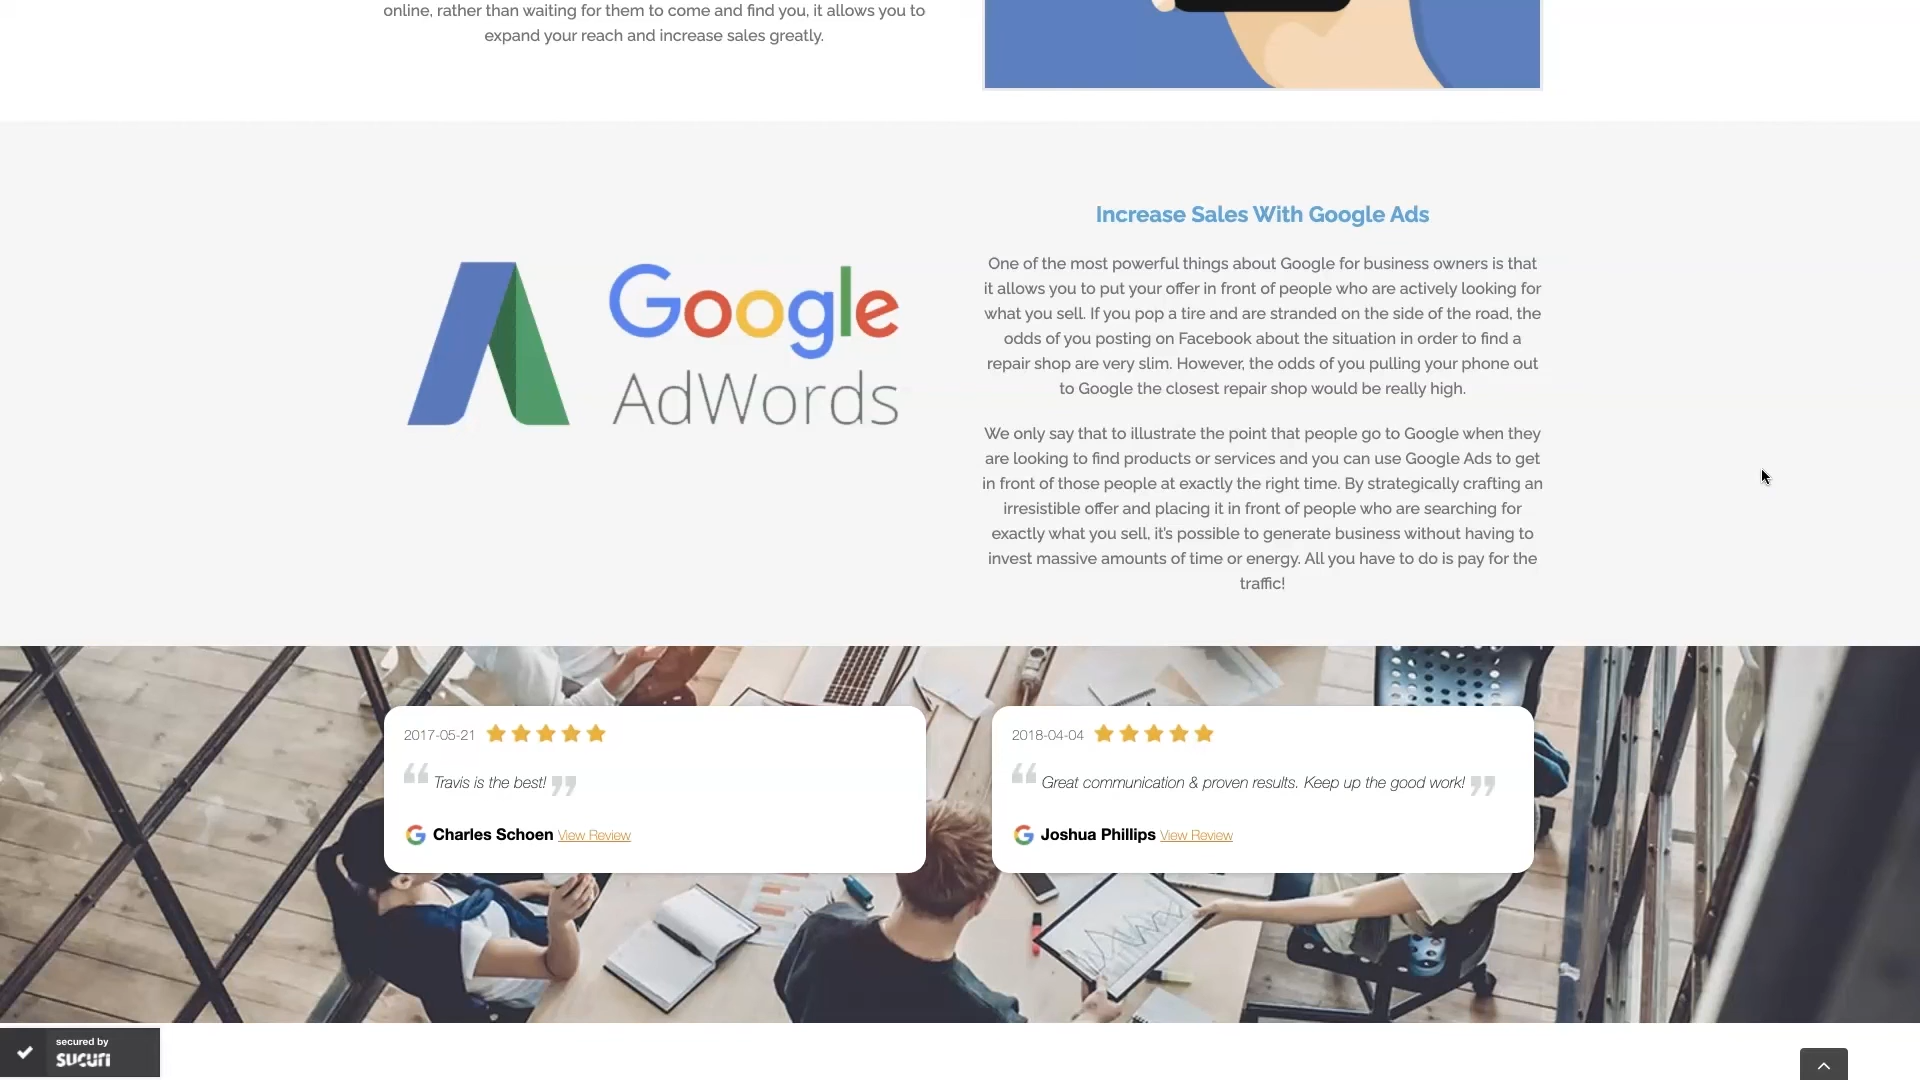 online, rather than waiting for them to come and find you, it allows you to
expand your reach and increase sales greatly.
Google
AdWords
Increase Sales With Google Ads
One of the most powerful things about Google for business owners is that
it allows you to put your offer in front of people who are actively looking for
what you sell. If you pop a tire and are stranded on the side of the road, the
odds of you posting on Facebook about the situation in order to find a
repair shop are very slim. However, the odds of you pulling your phone out
to Google the closest repair shop would be really high.
We only say that to illustrate the point that people go to Google when they
are looking to find products or services and you can use Google Ads to get
in front of those people at exactly the right time. By strategically crafting an
irresistible offer and placing it in front of people who are searching for
exactly what you sell, it's possible to generate business without having to
invest massive amounts of time or energy. All you have to do is pay for the
traffic!
2017-05-21
“ Travis is the best! ”
Charles Schoen View Review
2018-04-04
“ Great communication & proven results. Keep up the good work! ”
Joshua Phillips View Review
secured by
sucuri